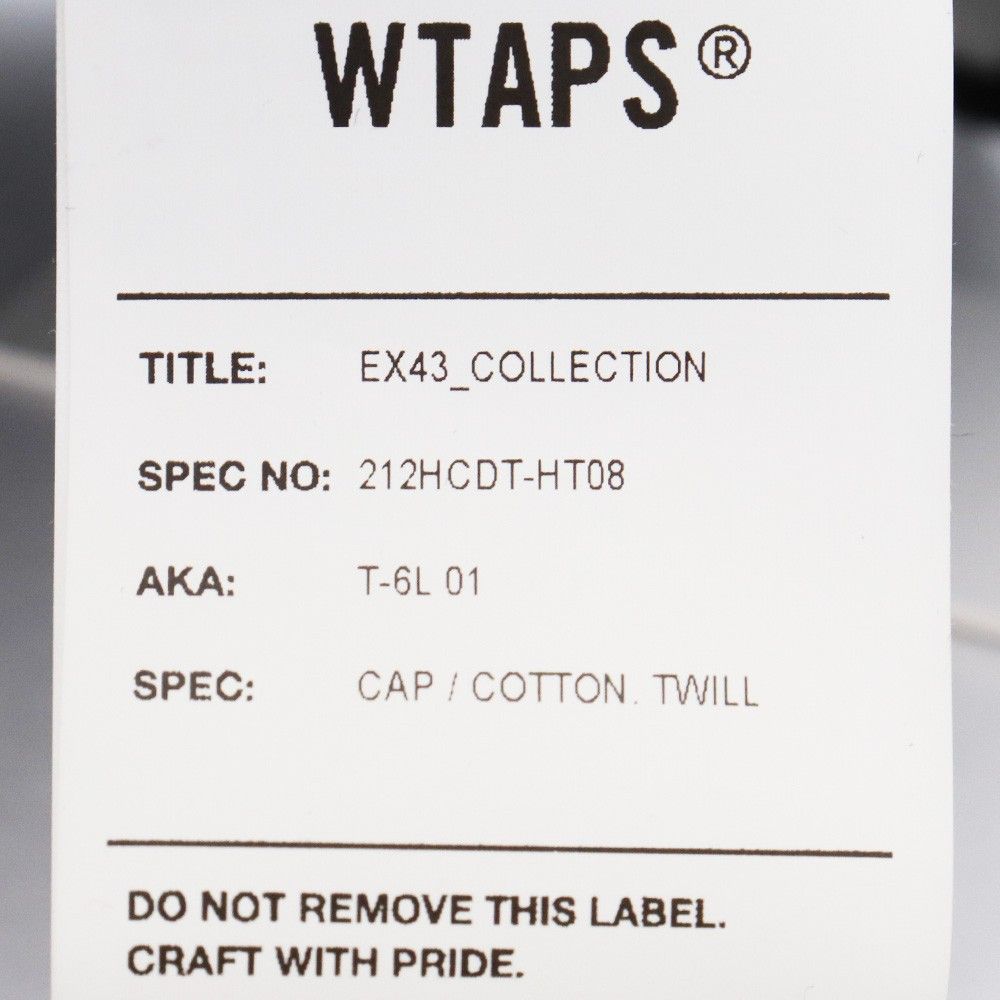 WTAPS®
TITLE: EX43_COLLECTION
SPEC NO: 212HCDT-HT08
AKA: T-6L 01
SPEC: CAP / COTTON. TWILL
DO NOT REMOVE THIS LABEL.
CRAFT WITH PRIDE.